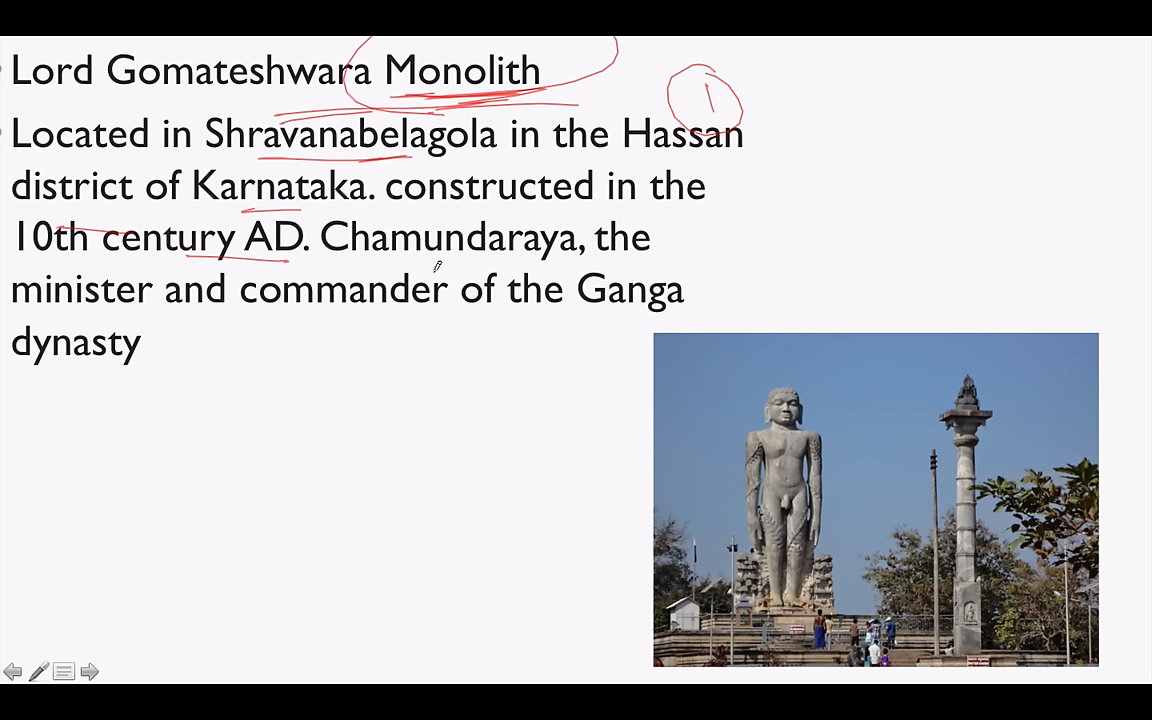 Lord Gomateshwara Monolith
1
Located in Shravanabelagola in the Hassan
district of Karnataka. constructed in the
10th century AD. Chamundaraya, the
minister and commander of the Ganga
dynasty